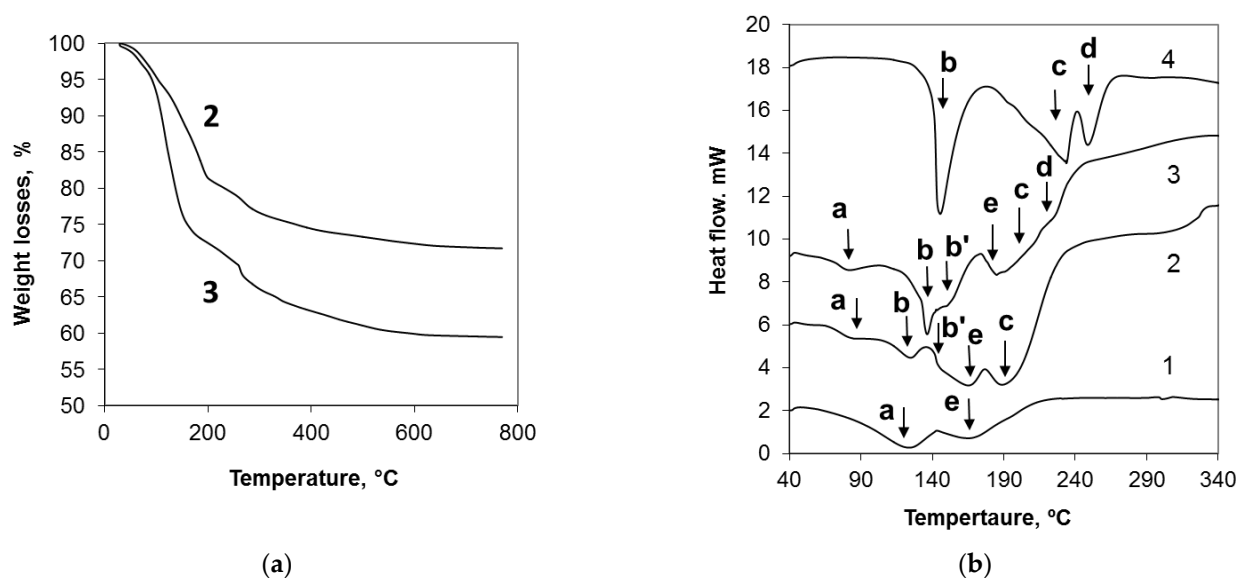 100
95
90
85
80
75
70
65
60
55
50
Weight losses, %
2
3
0
200
400
600
800
Temperature, °C
(a)
20
18
16
14
12
10
8
6
4
2
0
Heat flow. mW
b
c
d
4
a
b
b'
e
c
d
3
a
b
b'
e
c
2
a
e
1
40
90
140
190
240
290
340
Tempertaure, ºC
(b)